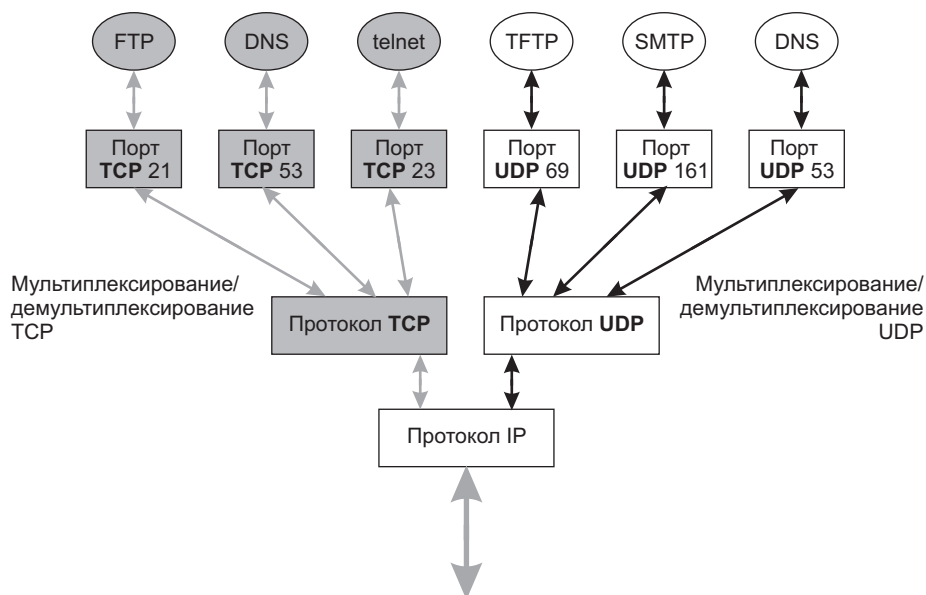 FTP
DNS
telnet
TFTP
SMTP
DNS
Порт
TCP 21
Порт
TCP 53
Порт
TCP 23
Порт
UDP 69
Порт
UDP 161
Порт
UDP 53
Мультиплексирование/
демультиплексирование
TCP
Протокол TCP
Протокол UDP
Мультиплексирование/
демультиплексирование
UDP
Протокол IP